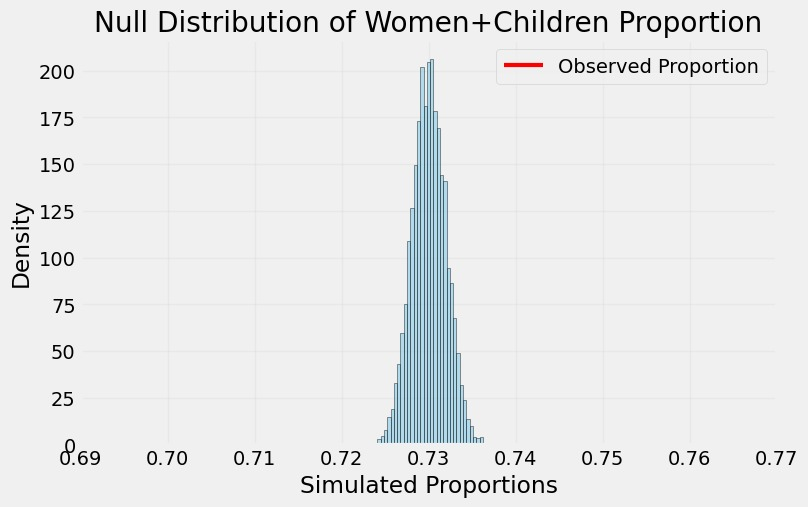 Null Distribution of Women+Children Proportion
Observed Proportion
200
175
150
125
100
75
50
25
0
Density
0.69 0.70 0.71 0.72 0.73 0.74 0.75 0.76 0.77
Simulated Proportions